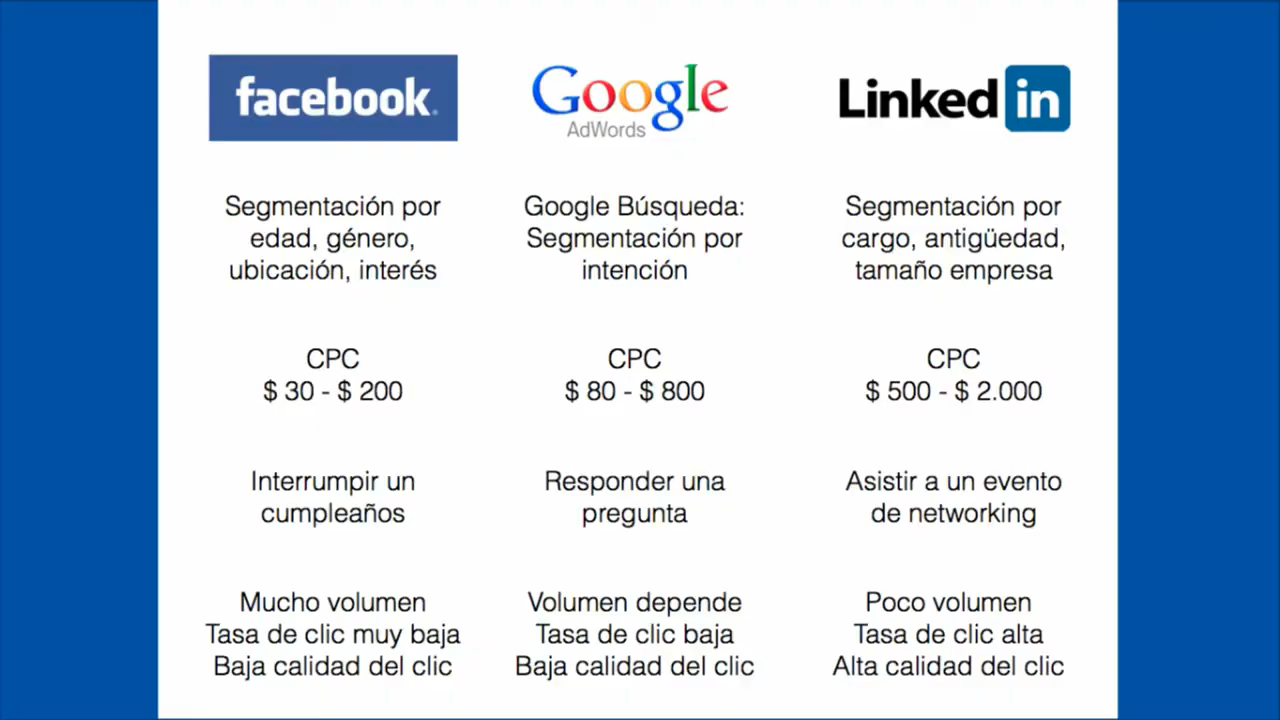 facebook.
Google
AdWords
Linked in
Segmentación por
edad, género,
ubicación, interés
Google Búsqueda:
Segmentación por
intención
Segmentación por
cargo, antigüedad,
tamaño empresa
CPC
$ 30 - $ 200
CPC
$ 80 - $ 800
CPC
$ 500 - $ 2.000
Interrumpir un
cumpleaños
Responder una
pregunta
Asistir a un evento
de networking
Mucho volumen
Tasa de clic muy baja
Baja calidad del clic
Volumen depende
Tasa de clic baja
Baja calidad del clic
Poco volumen
Tasa de clic alta
Alta calidad del clic